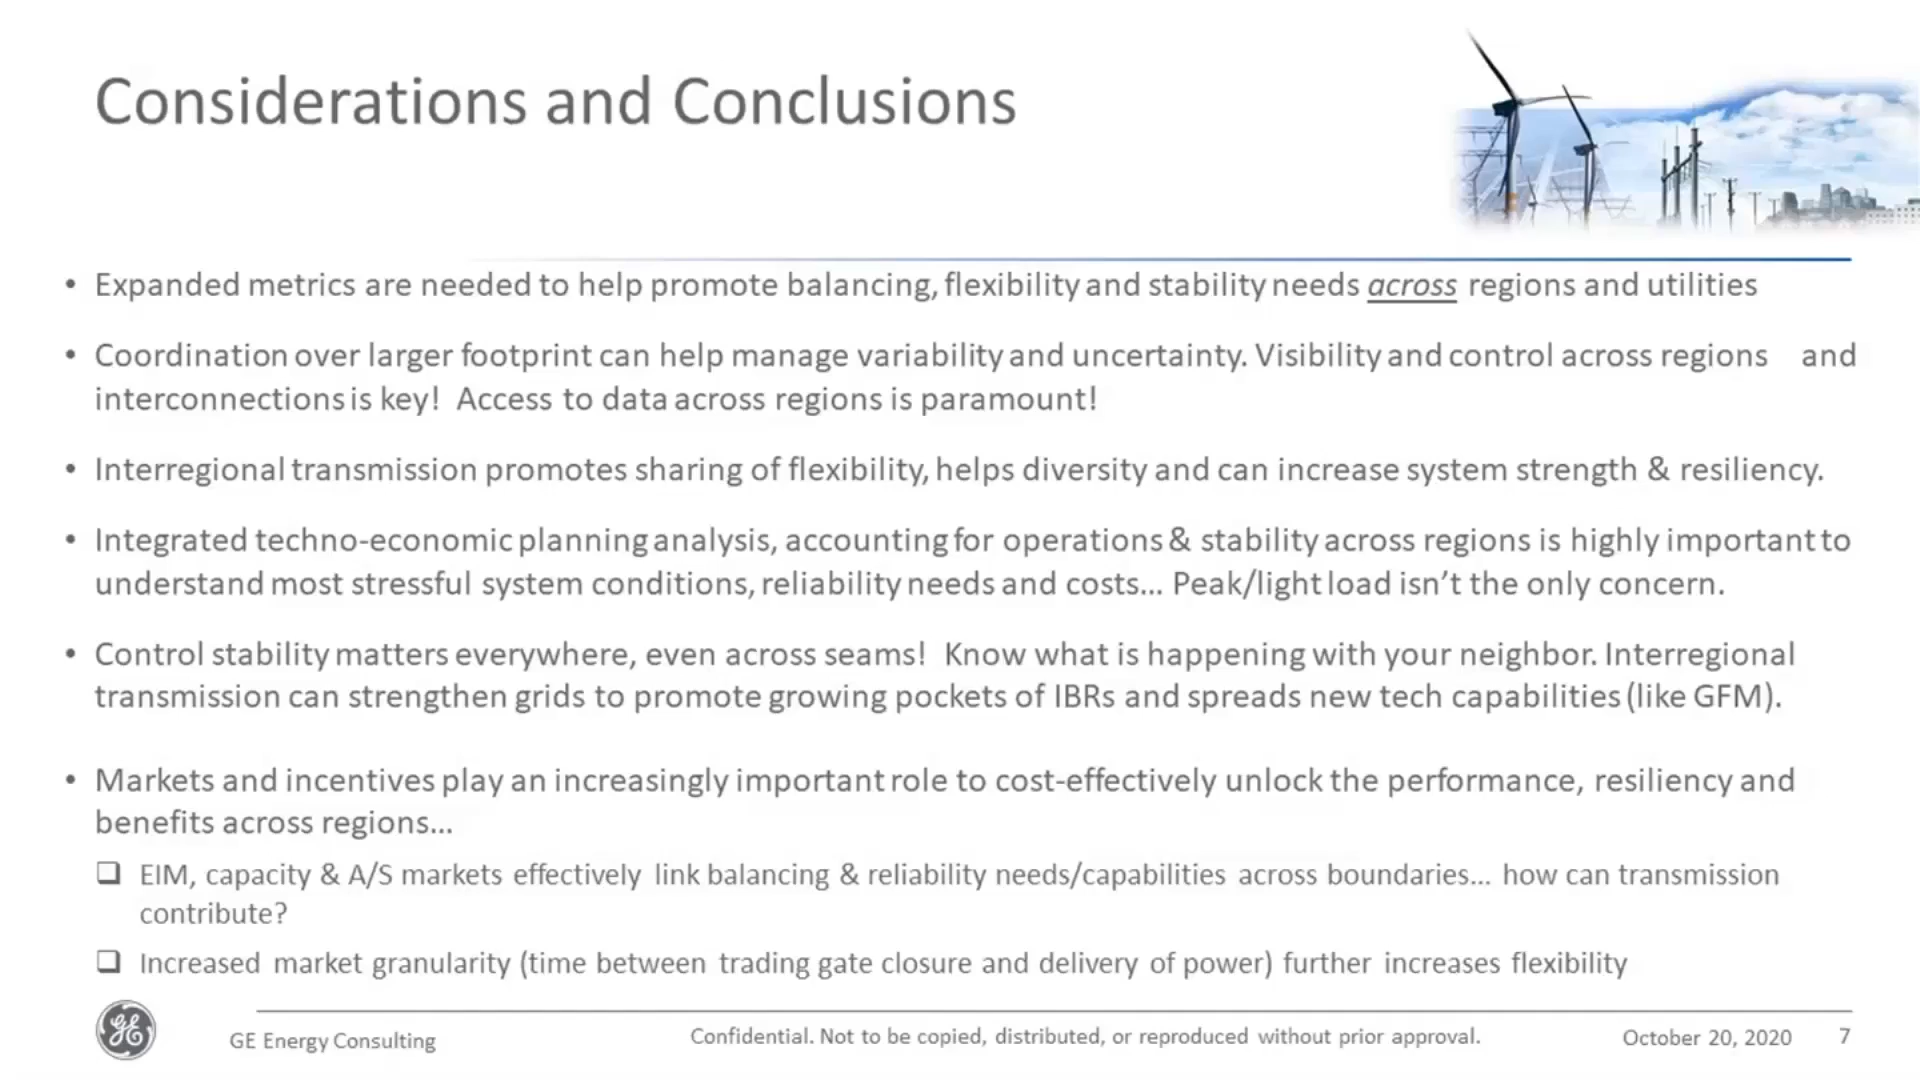 Considerations and Conclusions
• Expanded metrics are needed to help promote balancing, flexibility and stability needs across regions and utilities
• Coordination over larger footprint can help manage variability and uncertainty. Visibility and control across regions and
interconnections is key! Access to data across regions is paramount!
• Interregional transmission promotes sharing of flexibility, helps diversity and can increase system strength & resiliency.
• Integrated techno-economic planning analysis, accounting for operations & stability across regions is highly important to
understand most stressful system conditions, reliability needs and costs... Peak/light load isn't the only concern.
• Control stability matters everywhere, even across seams! Know what is happening with your neighbor. Interregional
transmission can strengthen grids to promote growing pockets of IBRs and spreads new tech capabilities (like GFM).
• Markets and incentives play an increasingly important role to cost-effectively unlock the performance, resiliency and
benefits across regions...
❑ EIM, capacity & A/S markets effectively link balancing & reliability needs/capabilities across boundaries... how can transmission
contribute?
❑ Increased market granularity (time between trading gate closure and delivery of power) further increases flexibility
GE
GE Energy Consulting
Confidential. Not to be copied, distributed, or reproduced without prior approval.
October 20, 2020
7